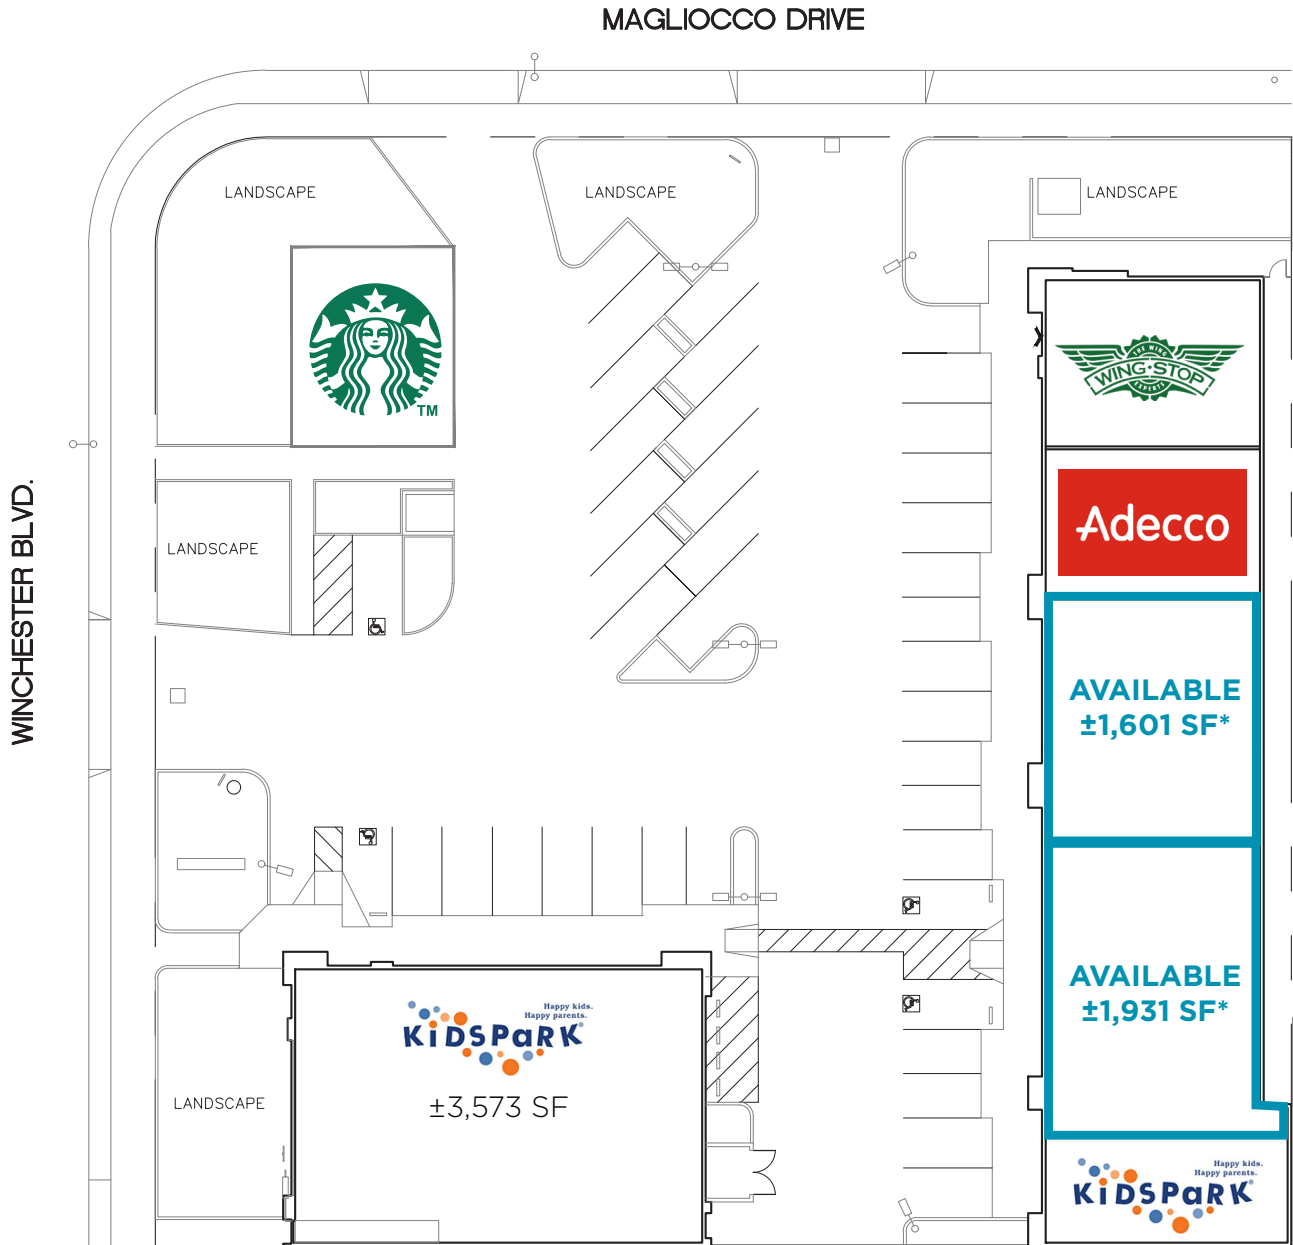 MAGLIOCCO DRIVE
LANDSCAPE
LANDSCAPE
LANDSCAPE
TM
THE WING
WING·STOP
EXPERTS
WINCHESTER BLVD.
Adecco
LANDSCAPE
AVAILABLE
±1,601 SF*
AVAILABLE
±1,931 SF*
Happy kids.
Happy parents.
KiDSPaRK®
±3,573 SF
LANDSCAPE
Happy kids.
Happy parents.
KiDSPaRK®